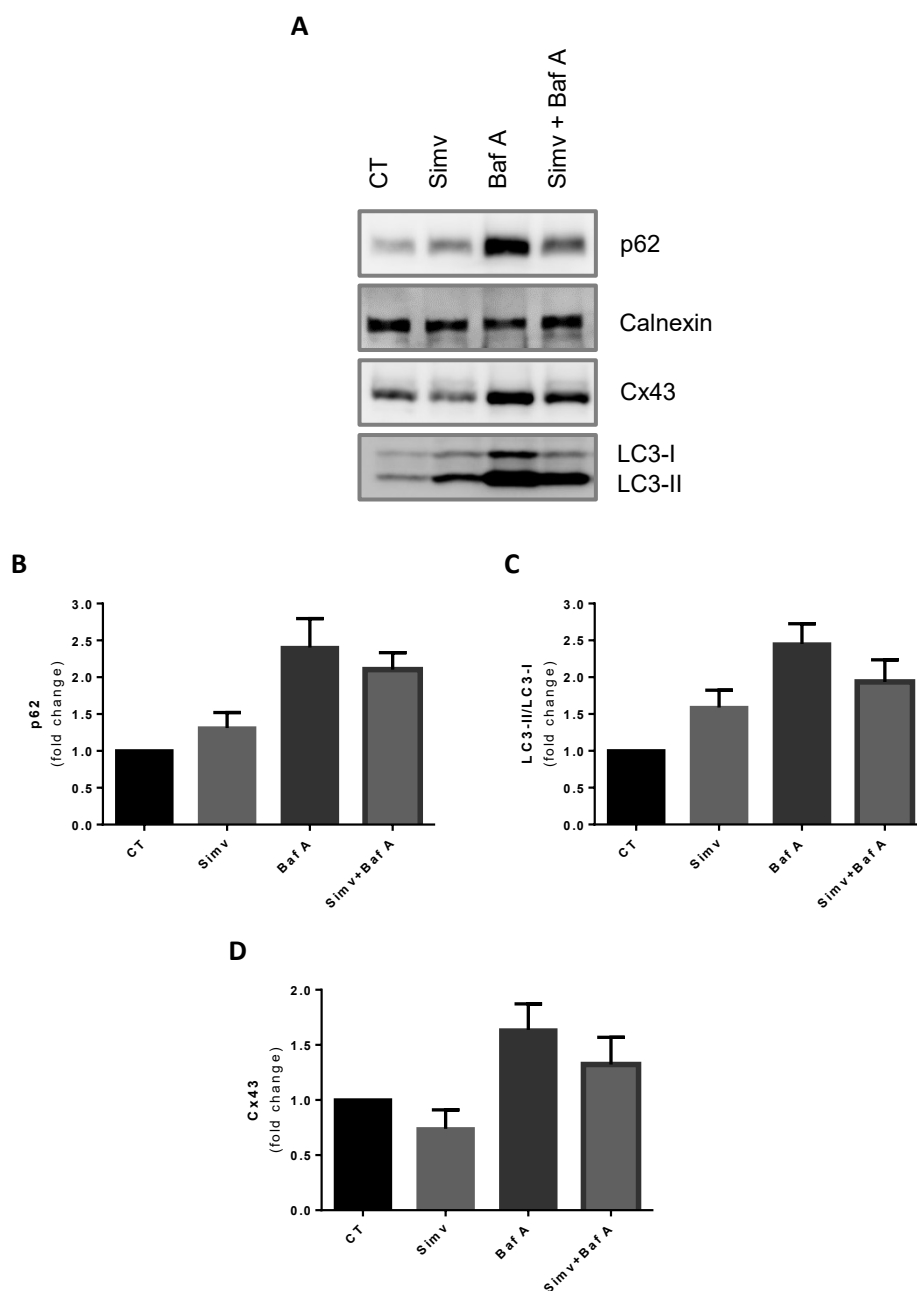 A
CT
Simv
Baf A
Simv + Baf A
p62
Calnexin
Cx43
LC3-I
LC3-II
B
p62
(fold change)
3.0
2.5
2.0
1.5
1.0
0.5
0.0
CT
Simv
Baf A
Simv+Baf A
C
LC3-II/LC3-I
(fold change)
3.0
2.5
2.0
1.5
1.0
0.5
0.0
CT
Simv
Baf A
Simv+Baf A
D
Cx43
(fold change)
2.0
1.5
1.0
0.5
0.0
CT
Simv
Baf A
Simv+Baf A